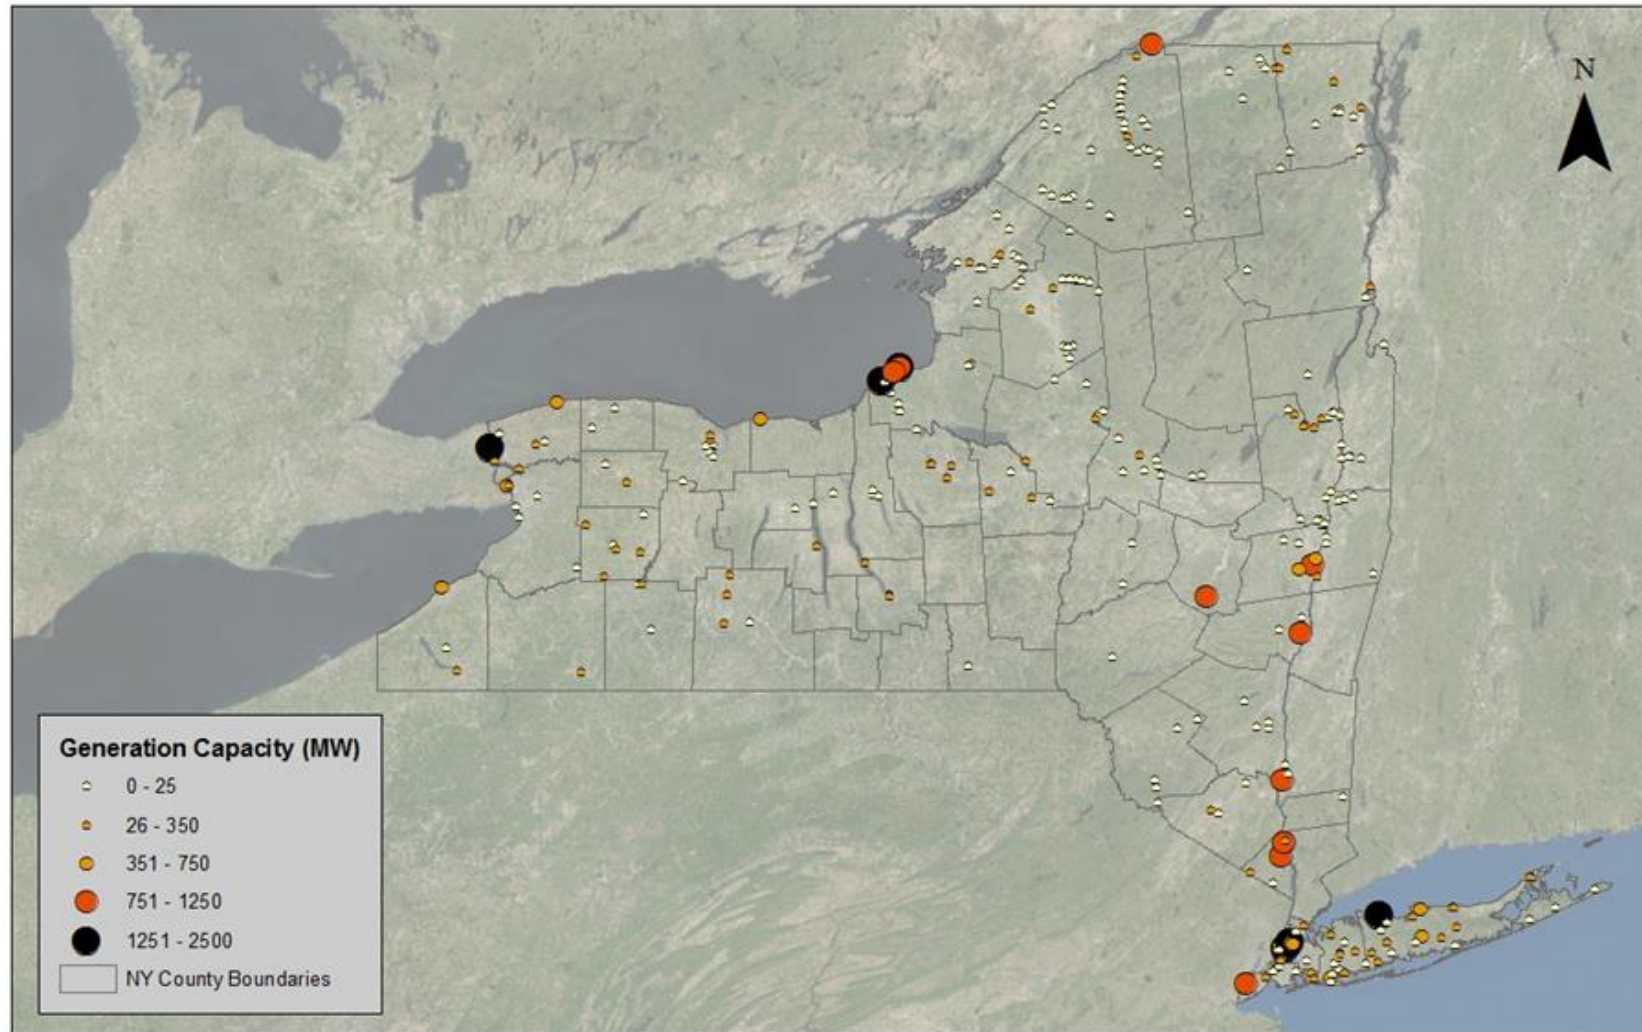 N
Generation Capacity (MW)
0 - 25
26 - 350
351 - 750
751 - 1250
1251 - 2500
NY County Boundaries